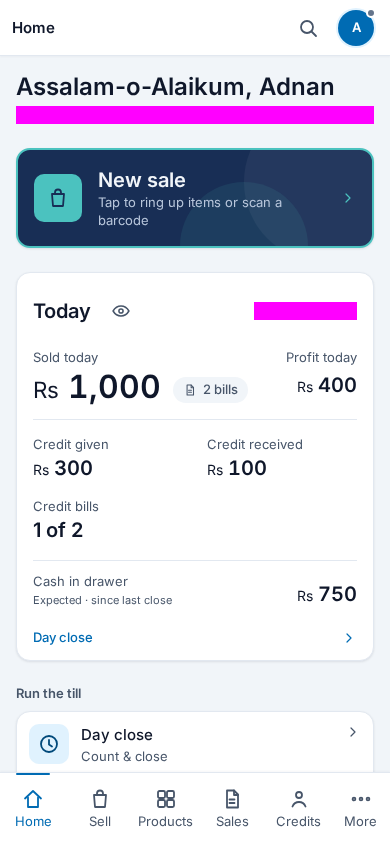 Home
A
Assalam-o-Alaikum, Adnan
New sale
Tap to ring up items or scan a
barcode
Today
Sold today
Profit today
Rs 1,000
2 bills
Rs 400
Credit given
Credit received
Rs 300
Rs 100
Credit bills
1 of 2
Cash in drawer
Expected · since last close
Rs 750
Day close
Run the till
Day close
Count & close
Home
Sell
Products
Sales
Credits
More